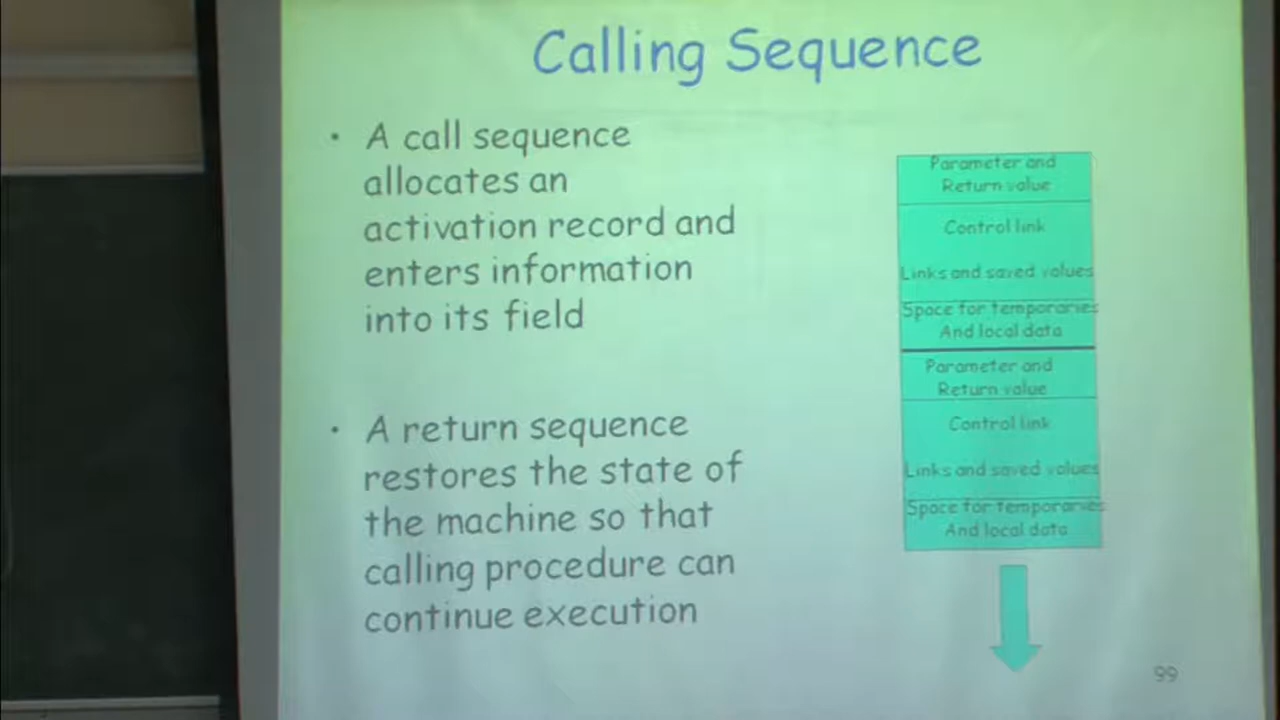 Calling Sequence
• A call sequence
allocates an
activation record and
enters information
into its field
• A return sequence
restores the state of
the machine so that
calling procedure can
continue execution
Parameter and
Return value
Control link
Links and saved values
Space for temporaries
And local data
Parameter and
Return value
Control link
Links and saved values
Space for temporaries
And local data
99